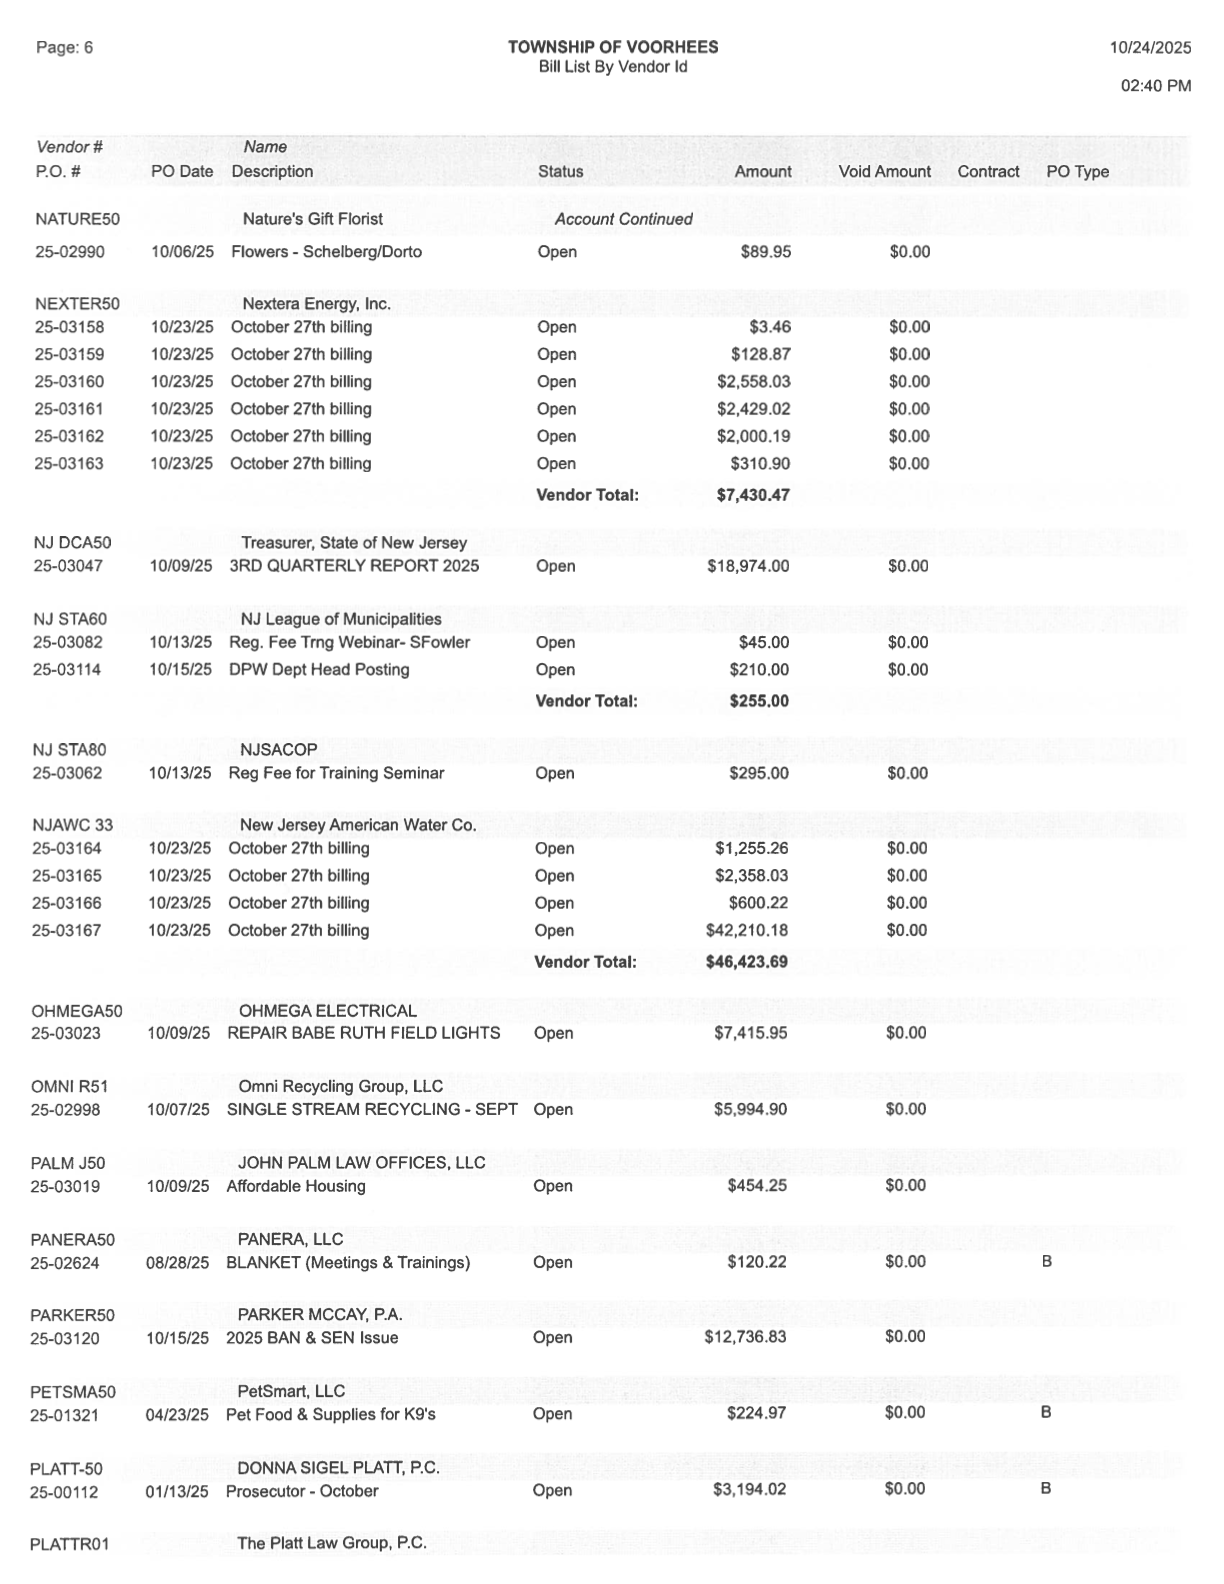 Page: 6 TOWNSHIP OF VOORHEES 10/24/2025
Bill List By Vendor Id
02:40 PM
Vendor # Name
P.O. # PO Date Description Status Amount Void Amount Contract PO Type
NATURE50 Nature's Gift Florist Account Continued
25-02990 10/06/25 Flowers - Schelberg/Dorto Open $89.95 $0.00
NEXTER50 Nextera Energy, Inc.
25-03158 10/23/25 October 27th billing Open $3.46 $0.00
25-03159 10/23/25 October 27th billing Open $128.87 $0.00
25-03160 10/23/25 October 27th billing Open $2,558.03 $0.00
25-03161 10/23/25 October 27th billing Open $2,429.02 $0.00
25-03162 10/23/25 October 27th billing Open $2,000.19 $0.00
25-03163 10/23/25 October 27th billing Open $310.90 $0.00
Vendor Total: $7,430.47
NJ DCA50 Treasurer, State of New Jersey
25-03047 10/09/25 3RD QUARTERLY REPORT 2025 Open $18,974.00 $0.00
NJ STA60 NJ League of Municipalities
25-03082 10/13/25 Reg. Fee Trng Webinar- SFowler Open $45.00 $0.00
25-03114 10/15/25 DPW Dept Head Posting Open $210.00 $0.00
Vendor Total: $255.00
NJ STA80 NJSACOP
25-03062 10/13/25 Reg Fee for Training Seminar Open $295.00 $0.00
NJAWC 33 New Jersey American Water Co.
25-03164 10/23/25 October 27th billing Open $1,255.26 $0.00
25-03165 10/23/25 October 27th billing Open $2,358.03 $0.00
25-03166 10/23/25 October 27th billing Open $600.22 $0.00
25-03167 10/23/25 October 27th billing Open $42,210.18 $0.00
Vendor Total: $46,423.69
OHMEGA50 OHMEGA ELECTRICAL
25-03023 10/09/25 REPAIR BABE RUTH FIELD LIGHTS Open $7,415.95 $0.00
OMNI R51 Omni Recycling Group, LLC
25-02998 10/07/25 SINGLE STREAM RECYCLING - SEPT Open $5,994.90 $0.00
PALM J50 JOHN PALM LAW OFFICES, LLC
25-03019 10/09/25 Affordable Housing Open $454.25 $0.00
PANERA50 PANERA, LLC
25-02624 08/28/25 BLANKET (Meetings & Trainings) Open $120.22 $0.00 B
PARKER50 PARKER MCCAY, P.A.
25-03120 10/15/25 2025 BAN & SEN Issue Open $12,736.83 $0.00
PETSMA50 PetSmart, LLC
25-01321 04/23/25 Pet Food & Supplies for K9's Open $224.97 $0.00 B
PLATT-50 DONNA SIGEL PLATT, P.C.
25-00112 01/13/25 Prosecutor - October Open $3,194.02 $0.00 B
PLATTR01 The Platt Law Group, P.C.